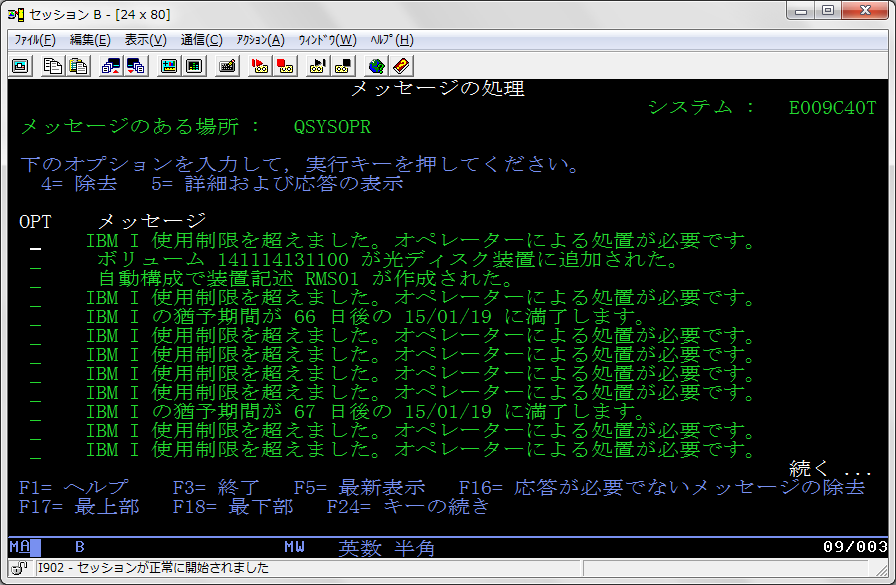 セッション B - [24 x 80]
ﾌｧｲﾙ(F) 編集(E) 表示(V) 通信(C) ｱｸｼｮﾝ(A) ｳｨﾝﾄﾞｳ(W) ﾍﾙﾌﾟ(H)
メッセージの処理
システム : E009C40T
メッセージのある場所 : QSYSOPR
下のオプションを入力して, 実行キーを押してください。
4= 除去 5= 詳細および応答の表示
OPT メッセージ
_ IBM I 使用制限を超えました。オペレーターによる処置が必要です。
_ ボリューム 141114131100 が光ディスク装置に追加された。
_ 自動構成で装置記述 RMS01 が作成された。
_ IBM I 使用制限を超えました。オペレーターによる処置が必要です。
_ IBM I の猶予期間が 66 日後の 15/01/19 に満了します。
_ IBM I 使用制限を超えました。オペレーターによる処置が必要です。
_ IBM I 使用制限を超えました。オペレーターによる処置が必要です。
_ IBM I 使用制限を超えました。オペレーターによる処置が必要です。
_ IBM I 使用制限を超えました。オペレーターによる処置が必要です。
_ IBM I の猶予期間が 67 日後の 15/01/19 に満了します。
_ IBM I 使用制限を超えました。オペレーターによる処置が必要です。
_ IBM I 使用制限を超えました。オペレーターによる処置が必要です。
続く ...
F1= ヘルプ F3= 終了 F5= 最新表示 F16= 応答が必要でないメッセージの除去
F17= 最上部 F18= 最下部 F24= キーの続き
MA B MW 英数 半角 09/003
I902 - セッションが正常に開始されました